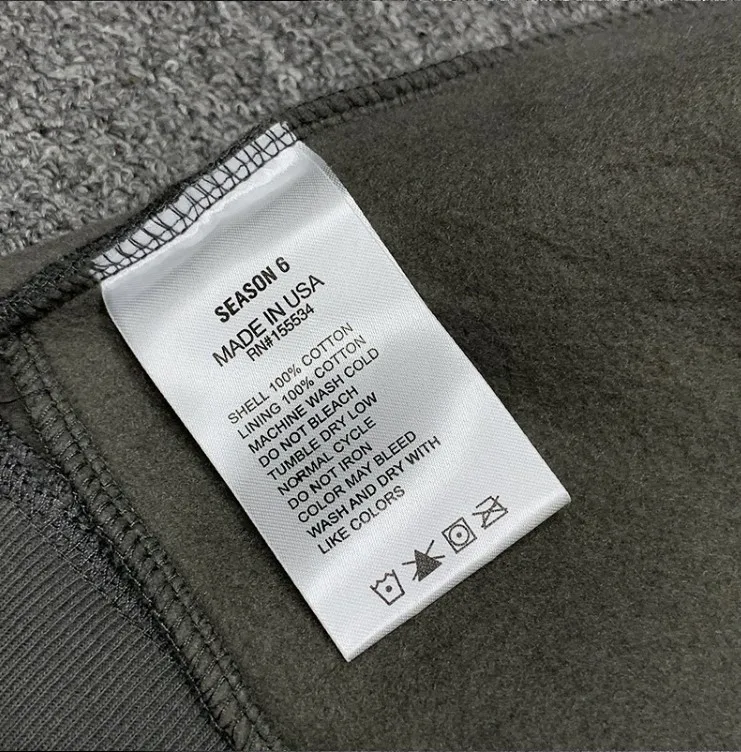 SEASON 6
MADE IN USA
RN#155534
SHELL 100% COTTON
LINING 100% COTTON
MACHINE WASH COLD
DO NOT BLEACH
TUMBLE DRY LOW
NORMAL CYCLE
DO NOT IRON
COLOR MAY BLEED
WASH AND DRY WITH
LIKE COLORS